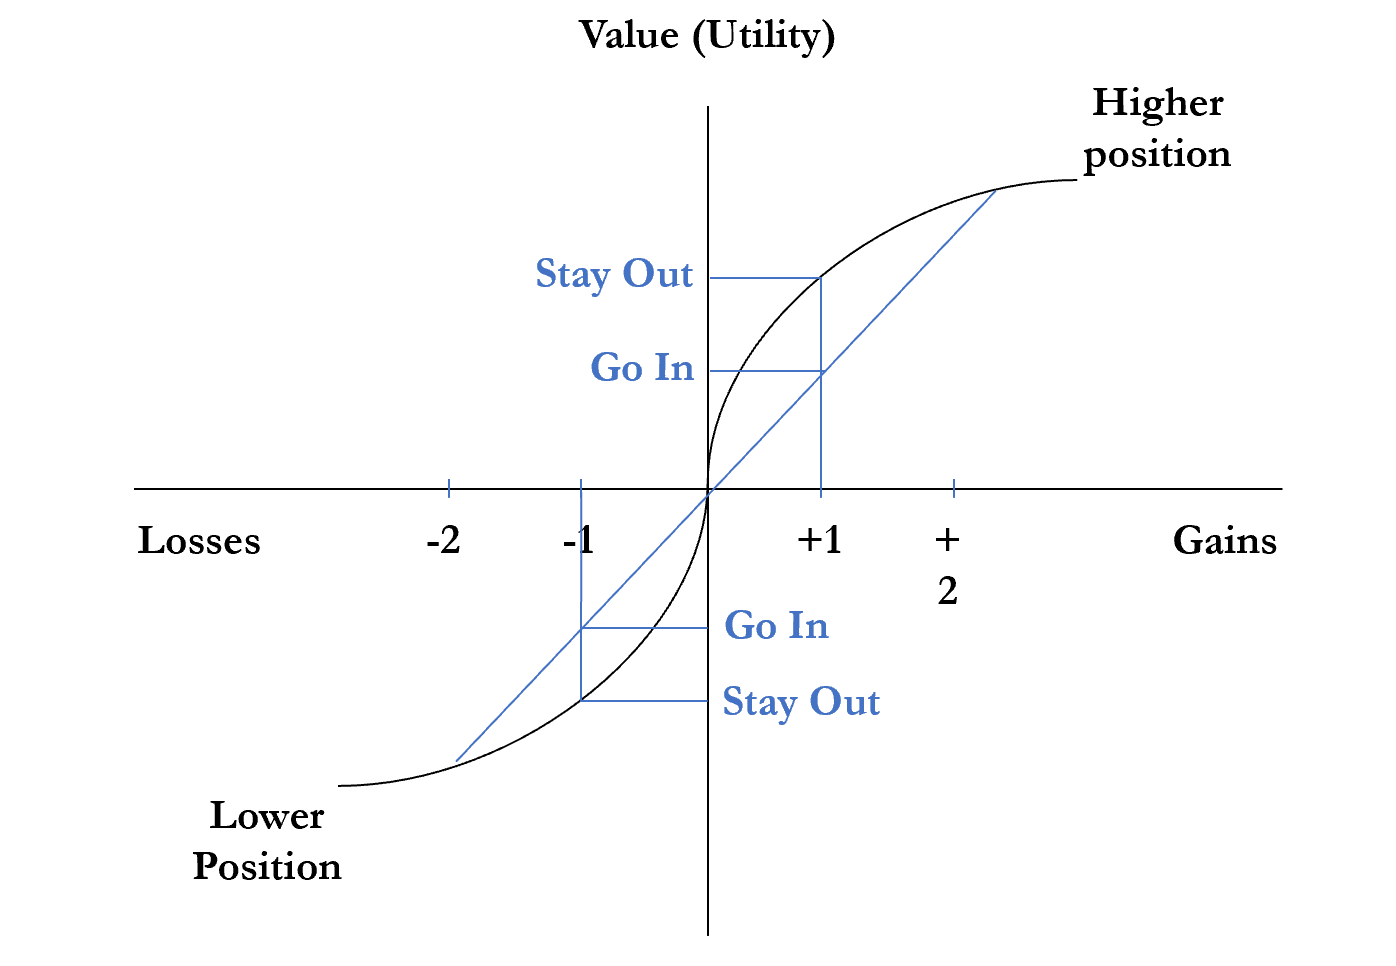 Value (Utility)
Higher
position
Stay Out
Go In
Losses
-2
-1
+1
+
2
Gains
Go In
Stay Out
Lower
Position